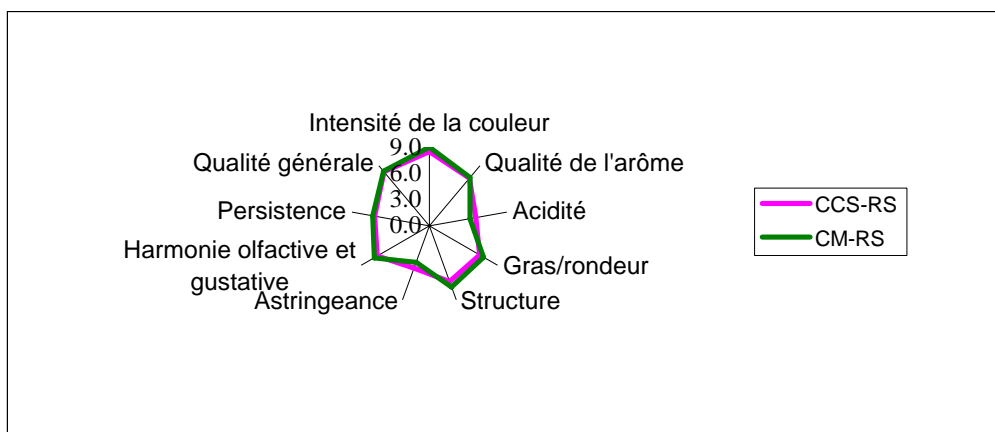 Intensité de la couleur
9.0
Qualité générale
6.0
Qualité de l'arôme
3.0
Persistence
Acidité
0.0
Harmonie olfactive et
gustative
Gras/rondeur
Astringeance
Structure
CCS-RS
CM-RS